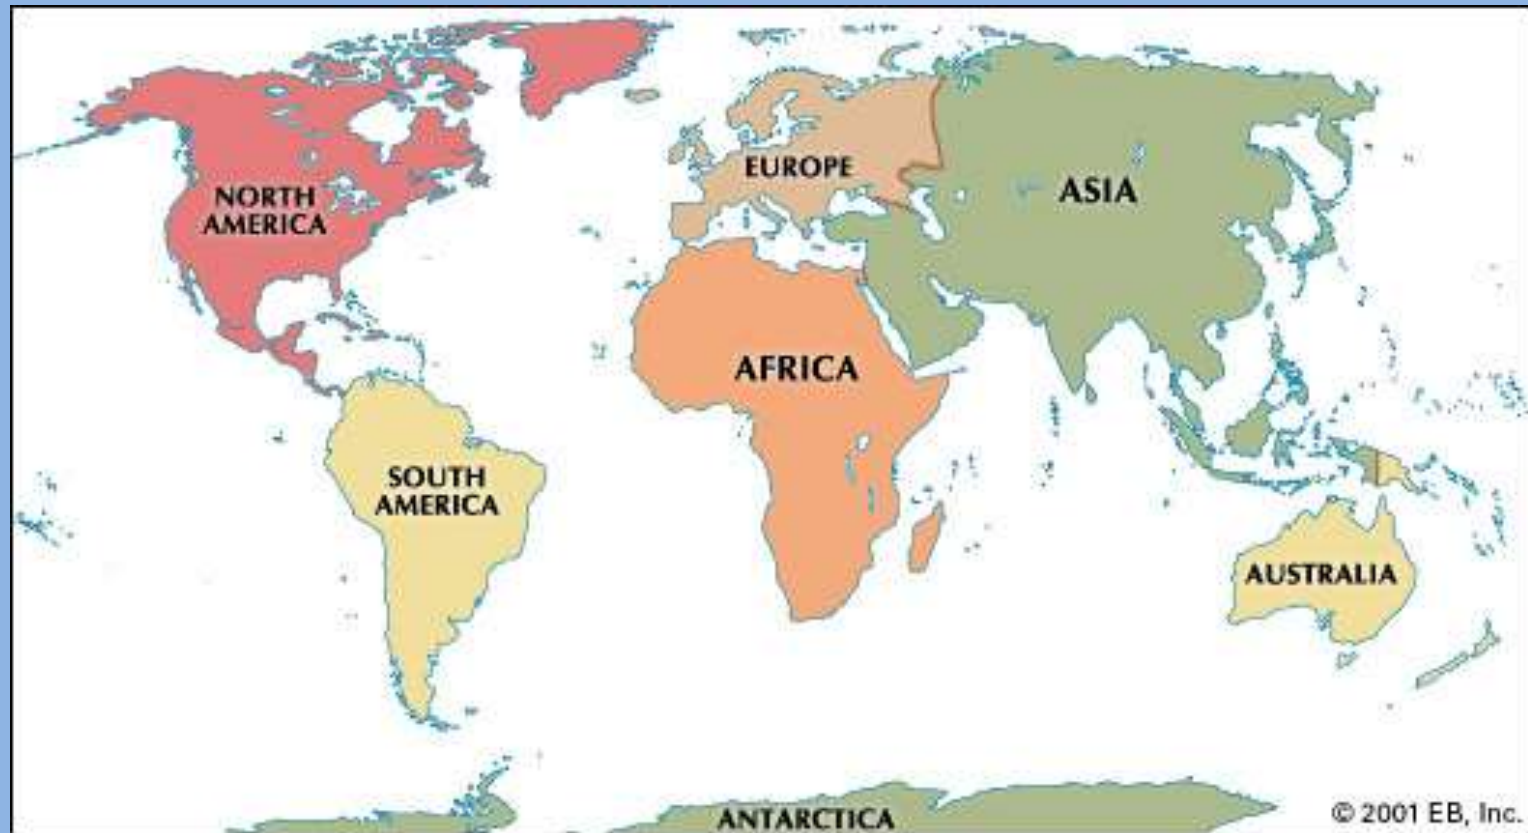 NORTH
AMERICA
EUROPE
ASIA
AFRICA
SOUTH
AMERICA
AUSTRALIA
ANTARCTICA
© 2001 EB, Inc.